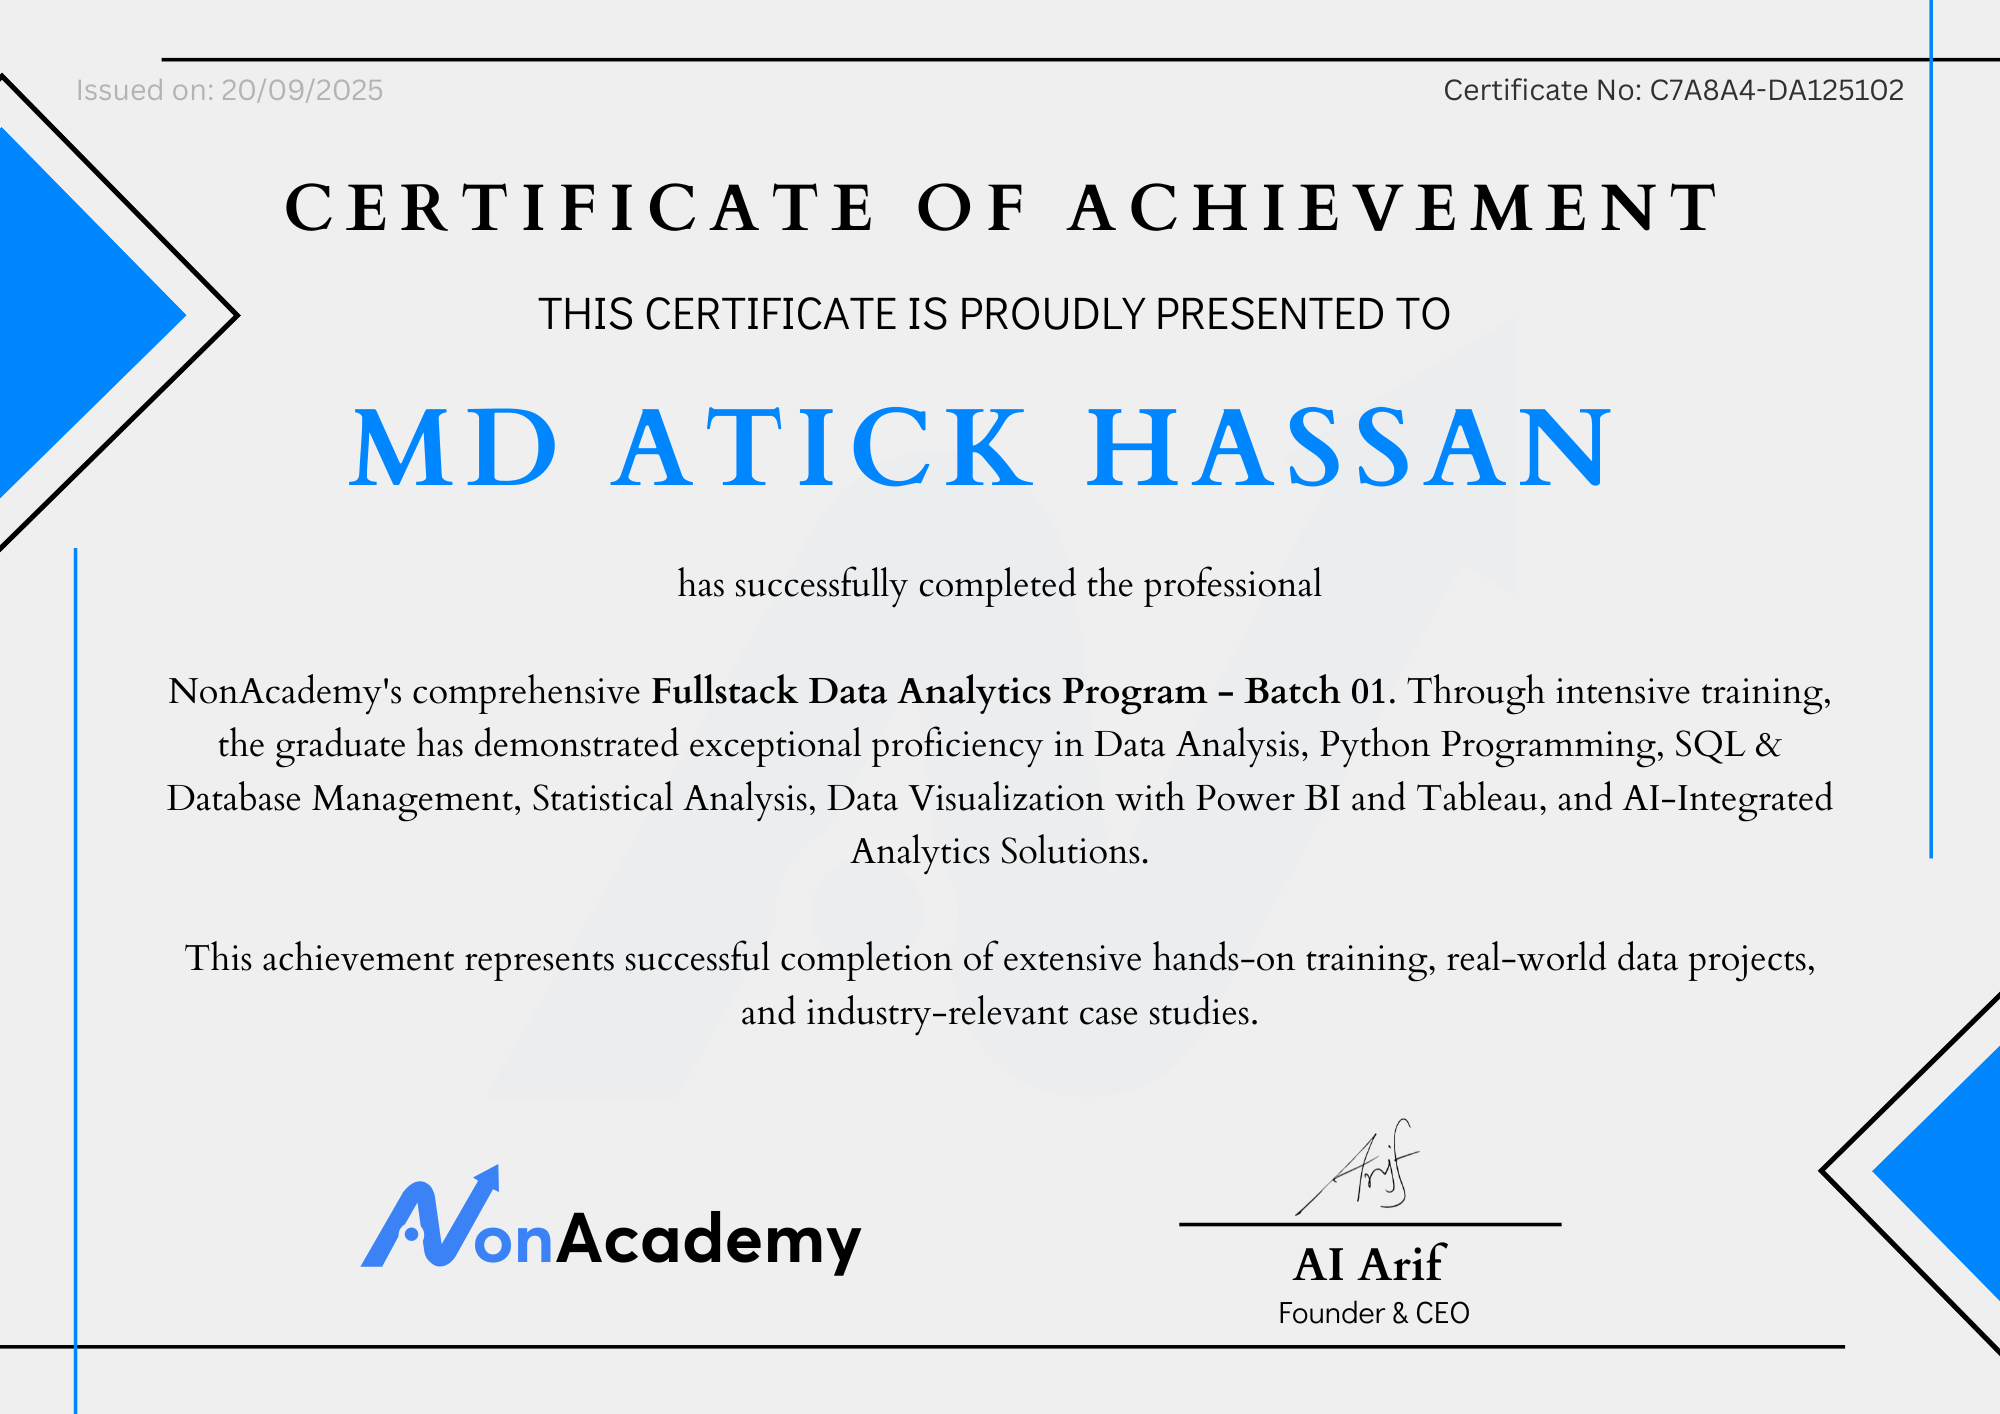 Issued on: 20/09/2025
Certificate No: C7A8A4-DA125102
CERTIFICATE OF ACHIEVEMENT
THIS CERTIFICATE IS PROUDLY PRESENTED TO
MD ATICK HASSAN
has successfully completed the professional
NonAcademy's comprehensive Fullstack Data Analytics Program - Batch 01. Through intensive training,
the graduate has demonstrated exceptional proficiency in Data Analysis, Python Programming, SQL &
Database Management, Statistical Analysis, Data Visualization with Power BI and Tableau, and AI-Integrated
Analytics Solutions.
This achievement represents successful completion of extensive hands-on training, real-world data projects,
and industry-relevant case studies.
Arif
NonAcademy
AI Arif
Founder & CEO